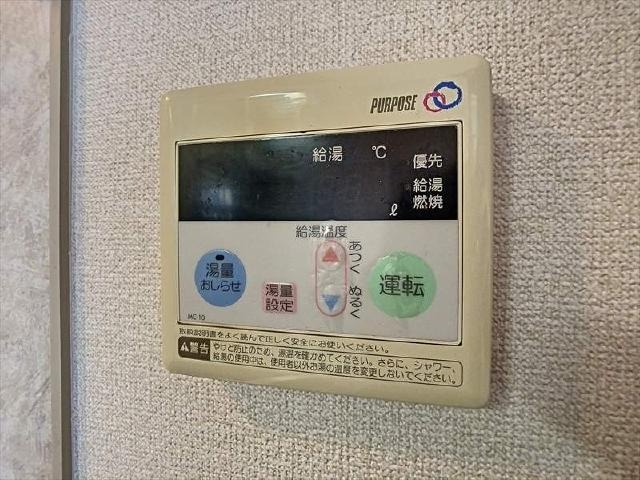 PURPOSE
給湯 ℃
優先
給湯
燃焼
ℓ
給湯温度
湯量
おしらせ
湯量
設定
あつく
ぬるく
運転
MC-10
取扱説明書をよく読んで正しく安全にお使いください。
警告
やけど防止のため、湯温を確かめてください。さらに、シャワー、
給湯の使用中は、使用者以外お湯の温度を変更しないでください。